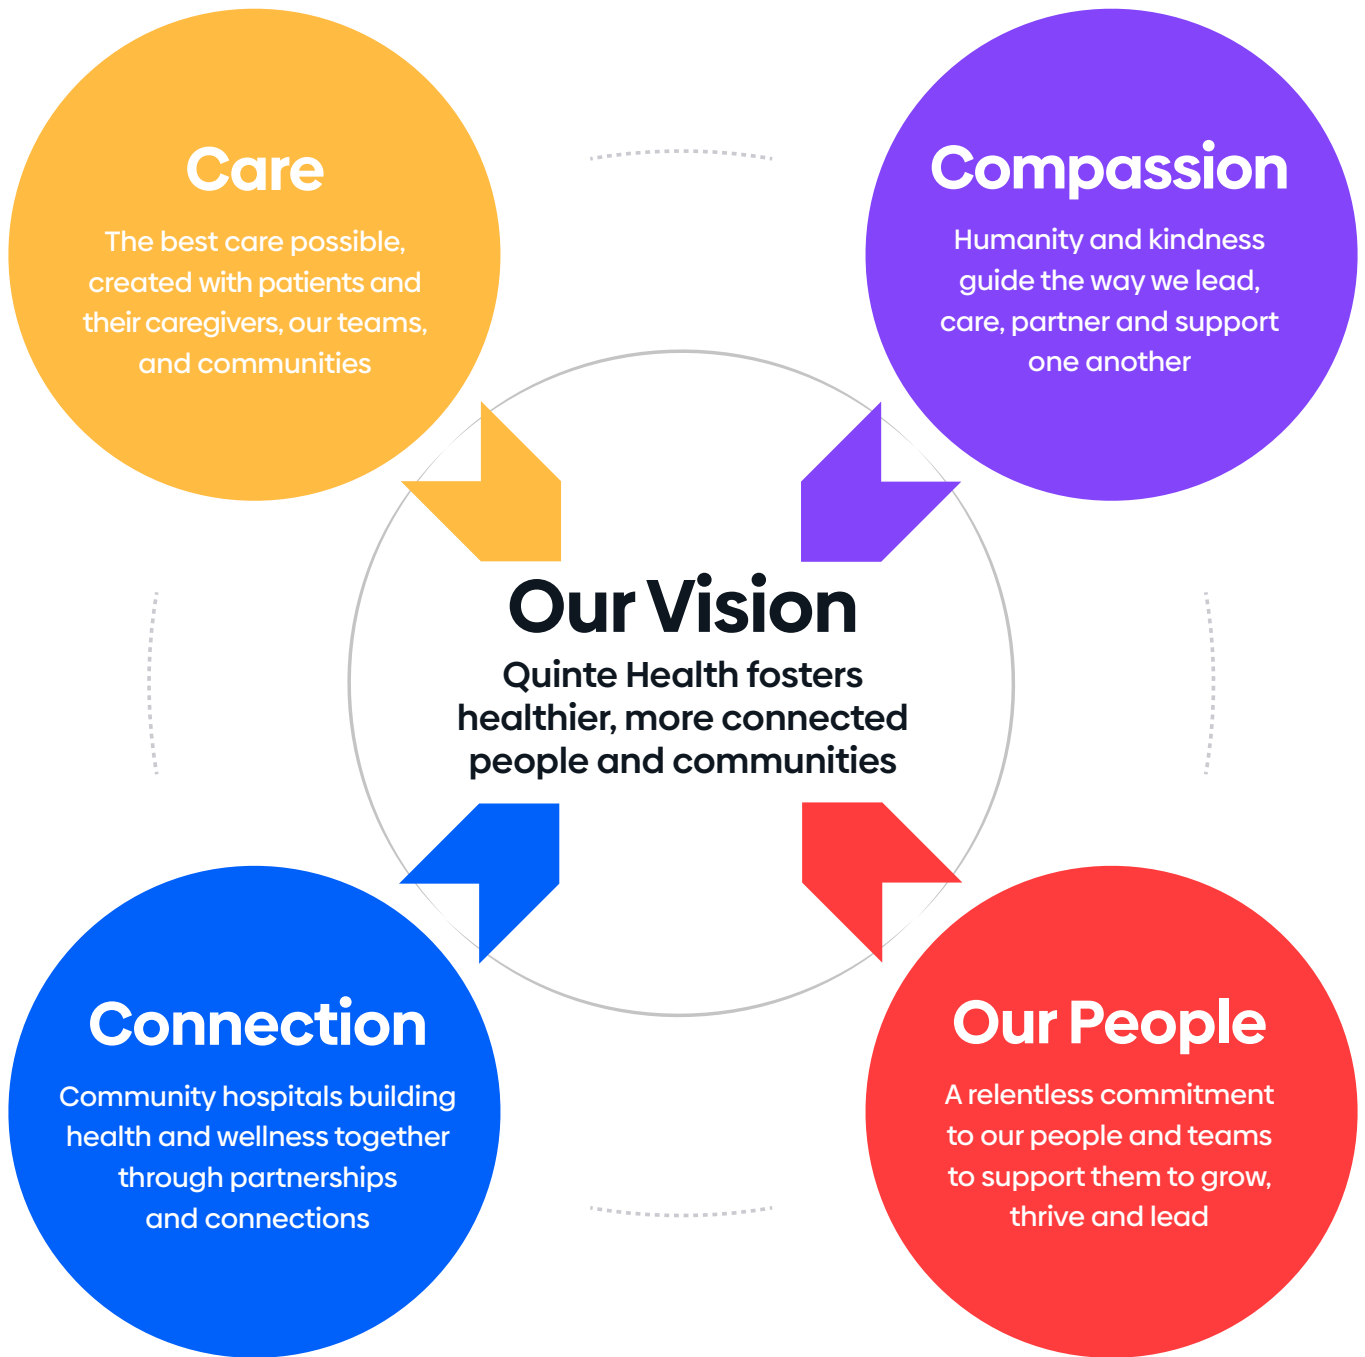 Care
The best care possible,
created with patients and
their caregivers, our teams,
and communities
Compassion
Humanity and kindness
guide the way we lead,
care, partner and support
one another
Our Vision
Quinte Health fosters
healthier, more connected
people and communities
Connection
Community hospitals building
health and wellness together
through partnerships
and connections
Our People
A relentless commitment
to our people and teams
to support them to grow,
thrive and lead